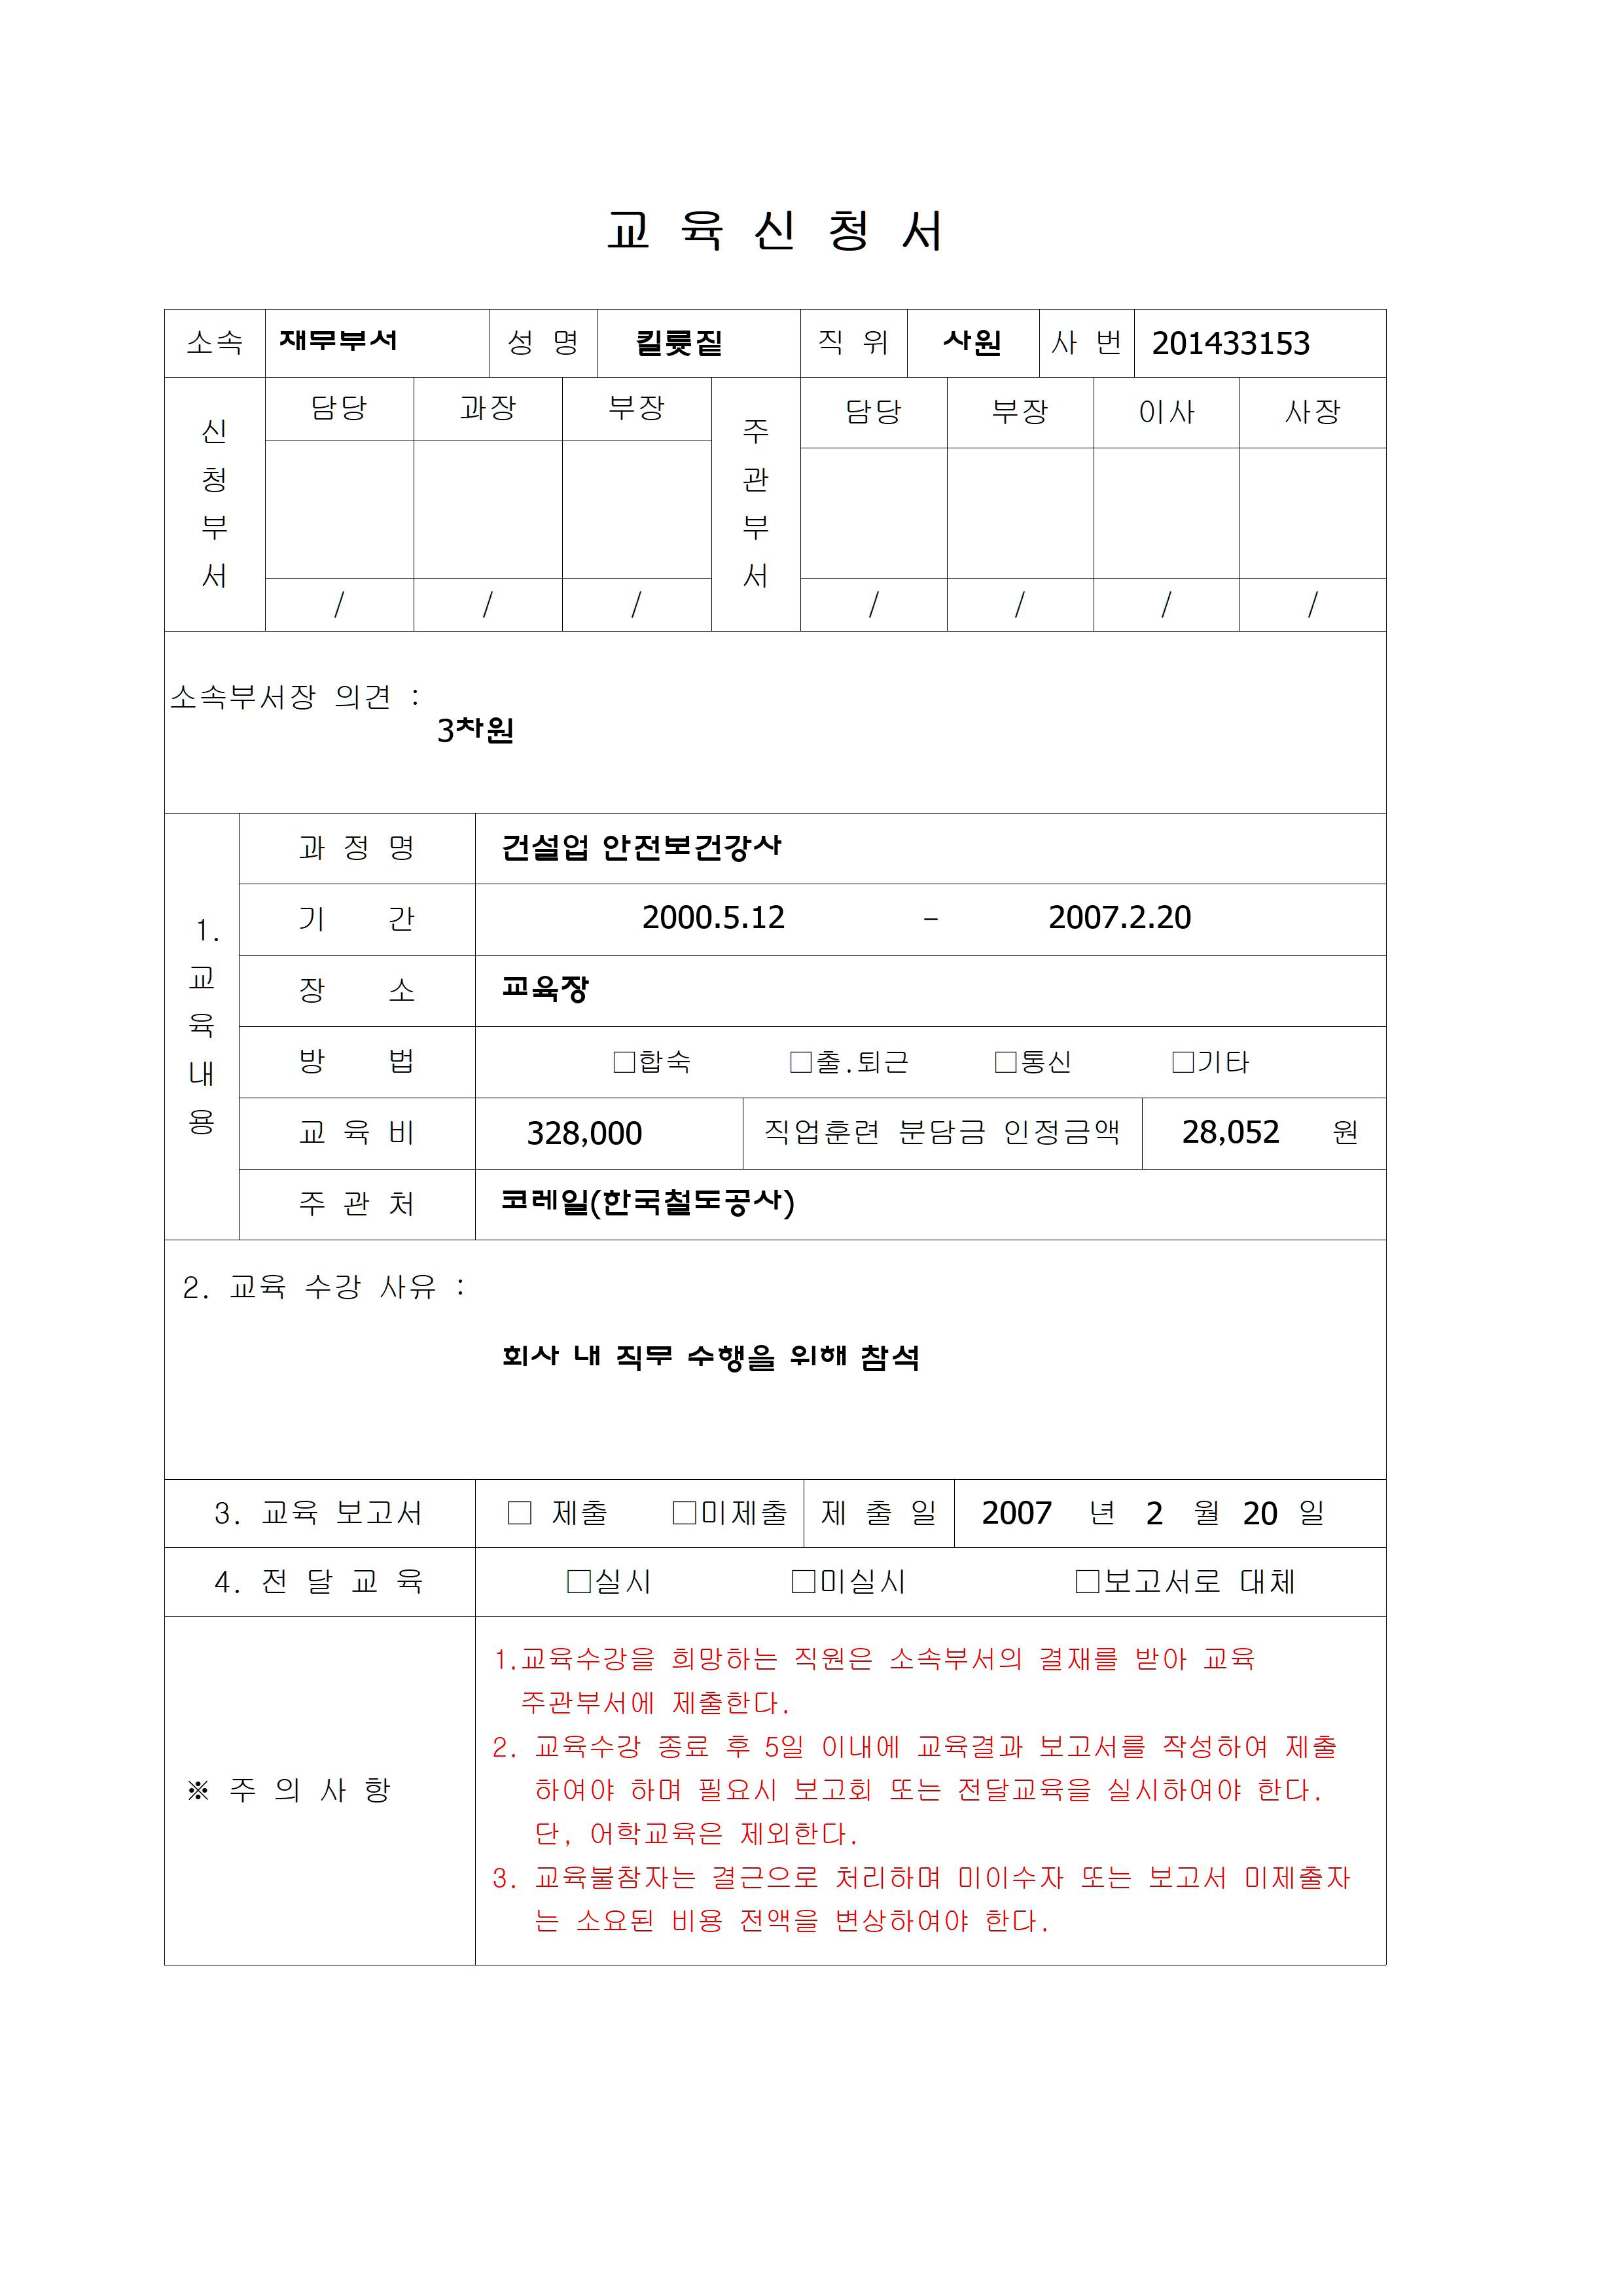 교 육 신 청 서
소속 재무부서 성 명 킬룾짙 직 위 사원 사 번 201433153
신청부서 담당 과장 부장 주관부서 담당 부장 이사 사장
/ / / / / / /
소속부서장 의견 :
3차원
1. 교육내용
과 정 명 건설업 안전보건강사
기 간 2000.5.12 - 2007.2.20
장 소 교육장
방 법 □합숙 □출.퇴근 □통신 □기타
교 육 비 328,000 직업훈련 분담금 인정금액 28,052 원
주 관 처 코레일(한국철도공사)
2. 교육 수강 사유 :
회사 내 직무 수행을 위해 참석
3. 교육 보고서 □ 제출 □미제출 제 출 일 2007 년 2 월 20 일
4. 전 달 교 육 □실시 □미실시 □보고서로 대체
※ 주 의 사 항
1.교육수강을 희망하는 직원은 소속부서의 결재를 받아 교육
주관부서에 제출한다.
2. 교육수강 종료 후 5일 이내에 교육결과 보고서를 작성하여 제출
하여야 하며 필요시 보고회 또는 전달교육을 실시하여야 한다.
단, 어학교육은 제외한다.
3. 교육불참자는 결근으로 처리하며 미이수자 또는 보고서 미제출자
는 소요된 비용 전액을 변상하여야 한다.